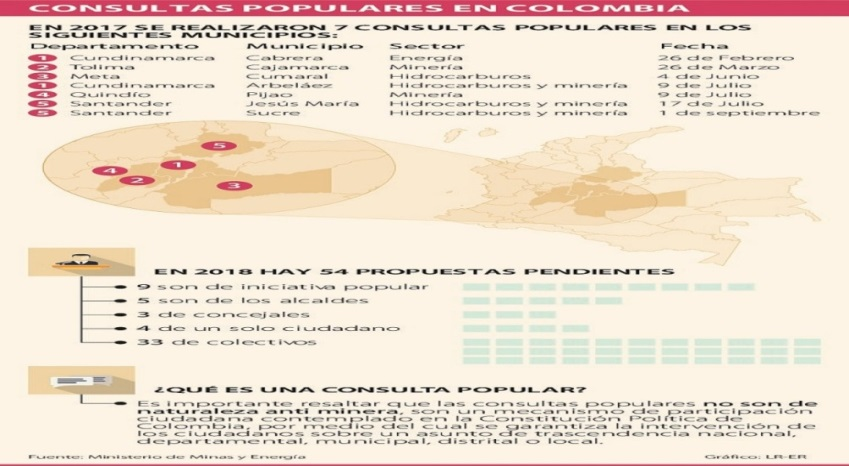 CONSULTAS POPULARES EN COLOMBIA
EN 2017 SE REALIZARON 7 CONSULTAS POPULARES EN LOS
SIGUIENTES MUNICIPIOS:
Departamento Municipio Sector Fecha
1 Cundinamarca Cabrera Energía 26 de Febrero
2 Tolima Cajamarca Minería 26 de Marzo
3 Meta Cumaral Hidrocarburos 4 de Junio
1 Cundinamarca Arbeláez Hidrocarburos y minería 9 de Julio
4 Quindío Pijao Minería 9 de Julio
5 Santander Jesús María Hidrocarburos y minería 17 de Julio
5 Santander Sucre Hidrocarburos y minería 1 de septiembre
5
4
1
2
3
EN 2018 HAY 54 PROPUESTAS PENDIENTES
9 son de iniciativa popular
5 son de los alcaldes
3 de concejales
4 de un solo ciudadano
33 de colectivos
¿QUÉ ES UNA CONSULTA POPULAR?
Es importante resaltar que las consultas populares no son de
naturaleza anti minera, son un mecanismo de participación
ciudadana contemplado en la Constitución Política de
Colombia, por medio del cual se garantiza la intervención de
los ciudadanos sobre un asunto de trascendencia nacional,
departamental, municipal, distrital o local.
Fuente: Ministerio de Minas y Energía Gráfico: LR-ER